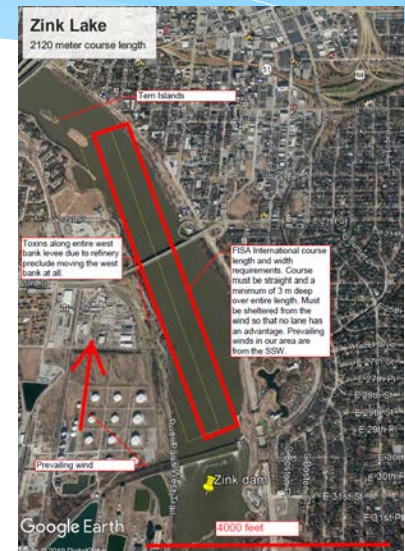 Zink Lake
2120 meter course length
Tern Islands
Toxins along entire west
bank levee due to refinery
preclude moving the west
bank at all.
FISA International course
length and width
requirements. Course
must be straight and a
minimum of 3 m deep
over entire length. Must
be sheltered from the
wind so that no lane has
an advantage. Prevailing
winds in our area are
from the SSW.
Prevailing wind
Zink dam
E 27th Pl
E 28th St
E 29th St
E 29th Pl
E 31st St
E 31st St
4000 feet
Google Earth